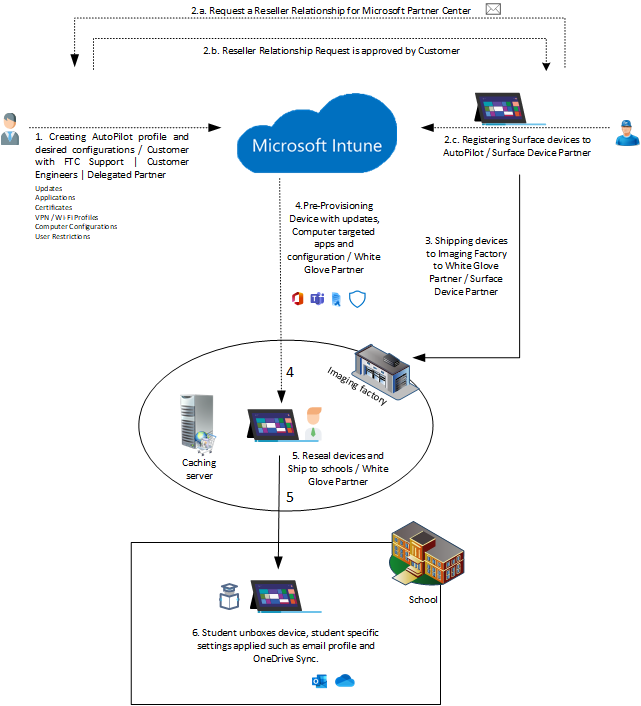 2.a. Request a Reseller Relationship for Microsoft Partner Center
2.b. Reseller Relationship Request is approved by Customer
1. Creating AutoPilot profile and
desired configurations / Customer
with FTC Support | Customer
Engineers | Delegated Partner
Updates
Applications
Certificates
VPN / Wi-Fi Profiles
Computer Configurations
User Restrictions
Microsoft Intune
2.c. Registering Surface devices to
AutoPilot / Surface Device Partner
4.Pre-Provisioning
Device with updates,
Computer targeted
apps and
configuration / White
Glove Partner
3. Shipping devices
to Imaging Factory
to White Glove
Partner / Surface
Device Partner
4
Imaging factory
Caching
server
5. Reseal devices and
Ship to schools / White
Glove Partner
5
School
6. Student unboxes device, student specific
settings applied such as email profile and
OneDrive Sync.